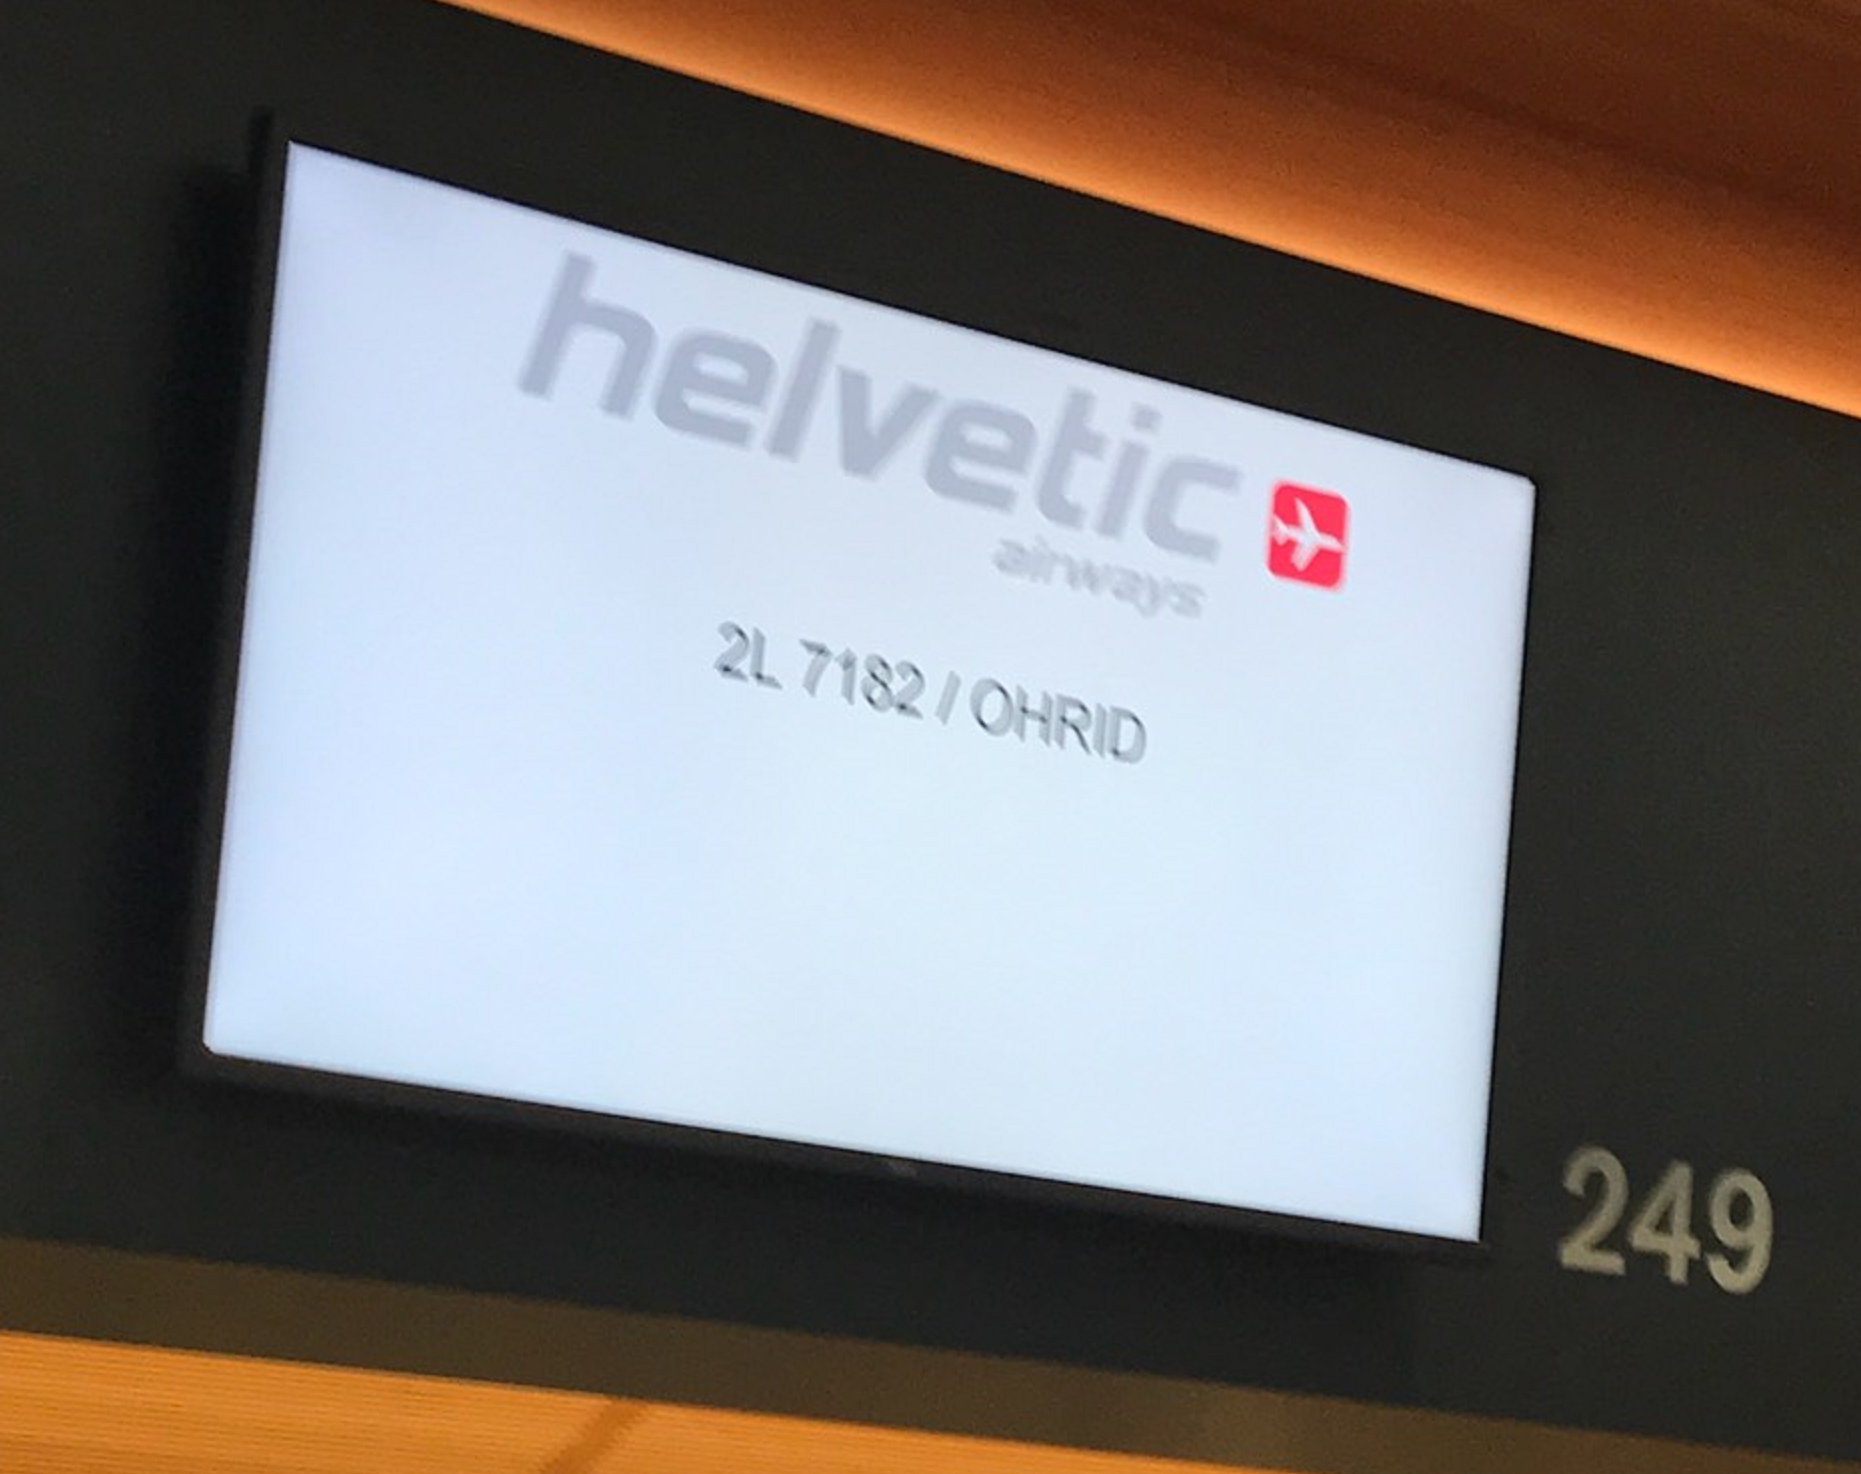 helvetic
airways
2L 7182 / OHRID
249